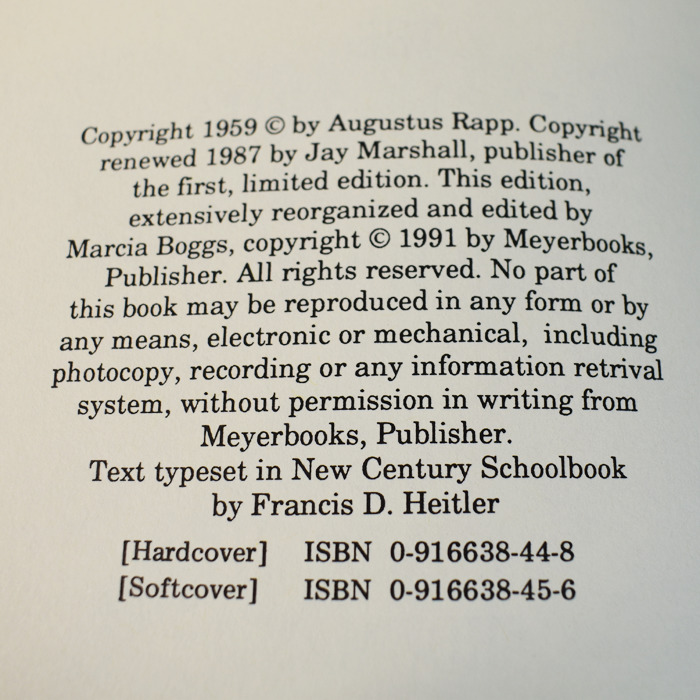 Copyright 1959 © by Augustus Rapp. Copyright
renewed 1987 by Jay Marshall, publisher of
the first, limited edition. This edition,
extensively reorganized and edited by
Marcia Boggs, copyright © 1991 by Meyerbooks,
Publisher. All rights reserved. No part of
this book may be reproduced in any form or by
any means, electronic or mechanical, including
photocopy, recording or any information retrival
system, without permission in writing from
Meyerbooks, Publisher.
Text typeset in New Century Schoolbook
by Francis D. Heitler
[Hardcover] ISBN 0-916638-44-8
[Softcover] ISBN 0-916638-45-6